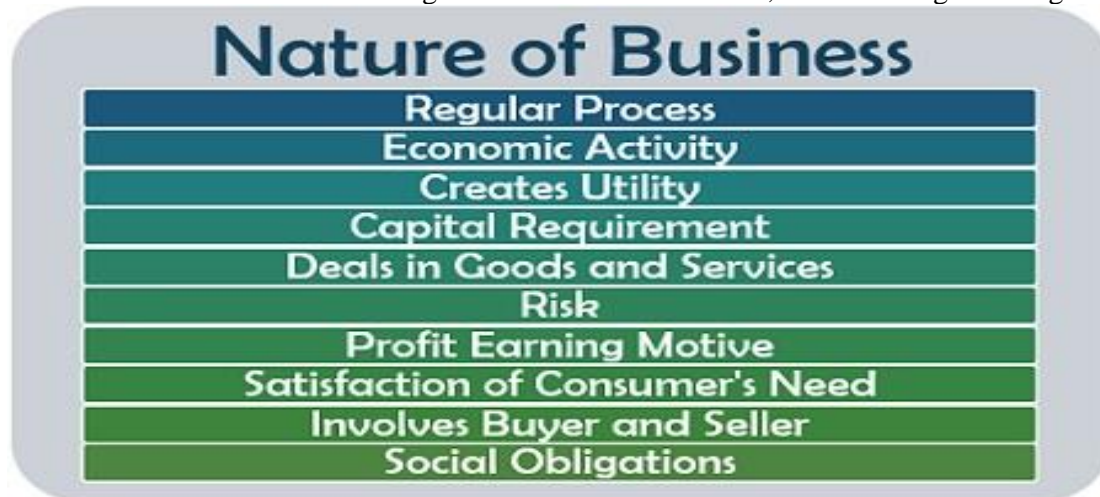 Nature of Business
Regular Process
Economic Activity
Creates Utility
Capital Requirement
Deals in Goods and Services
Risk
Profit Earning Motive
Satisfaction of Consumer's Need
Involves Buyer and Seller
Social Obligations